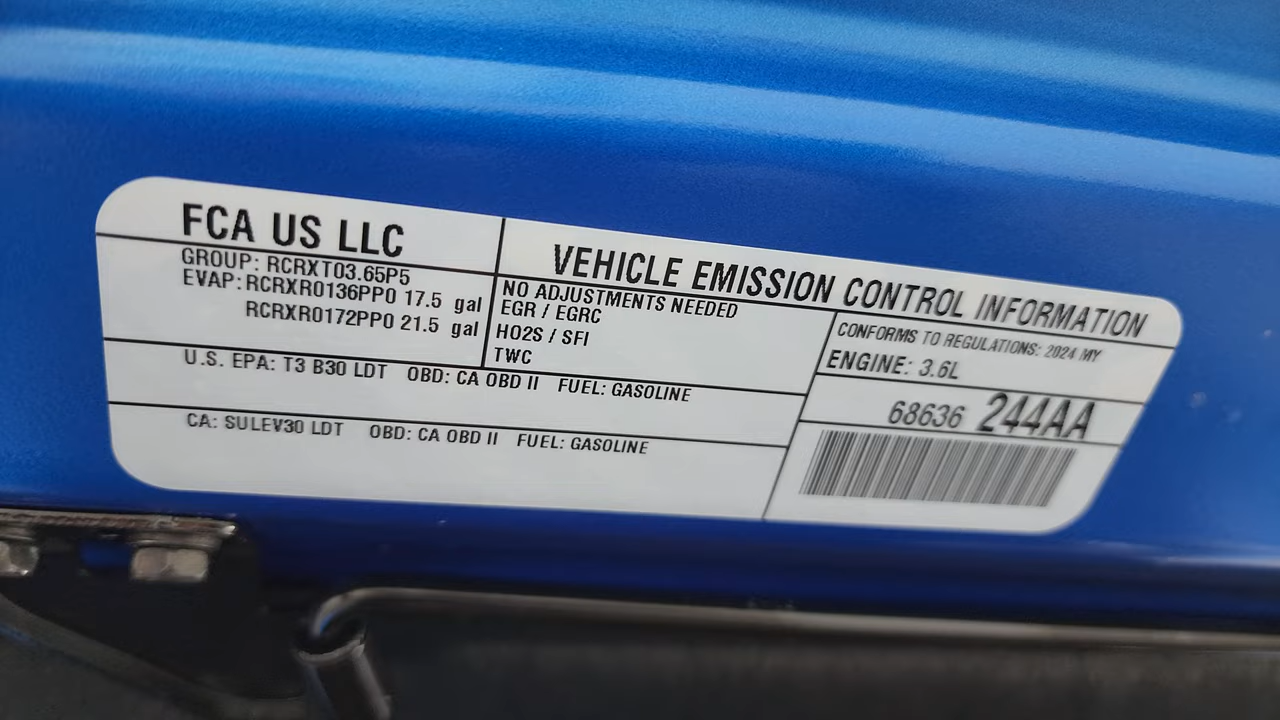 FCA US LLC
VEHICLE EMISSION CONTROL INFORMATION
GROUP: RCRXT03.65P5
EVAP: RCRXR0136PP0 17.5 gal
RCRXR0172PP0 21.5 gal
NO ADJUSTMENTS NEEDED
EGR / EGRC
HO2S / SFI
TWC
CONFORMS TO REGULATIONS: 2024 MY
ENGINE: 3.6L
U.S. EPA: T3 B30 LDT OBD: CA OBD II FUEL: GASOLINE
CA: SULEV30 LDT OBD: CA OBD II FUEL: GASOLINE
68636 244AA